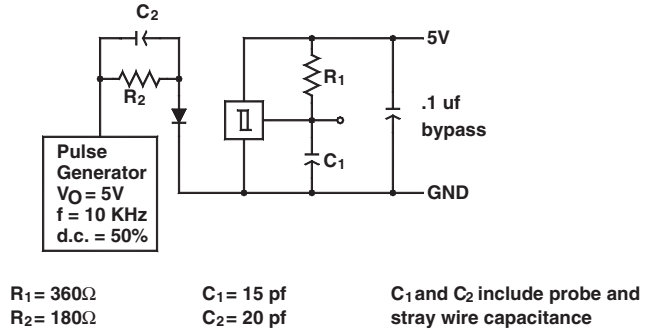 C2
R2
5V
R1
.1 uf
bypass
C1
GND
Pulse
Generator
VO = 5V
f = 10 KHz
d.c. = 50%
R1 = 360Ω
C1 = 15 pf
C1 and C2 include probe and
R2 = 180Ω
C2 = 20 pf
stray wire capacitance